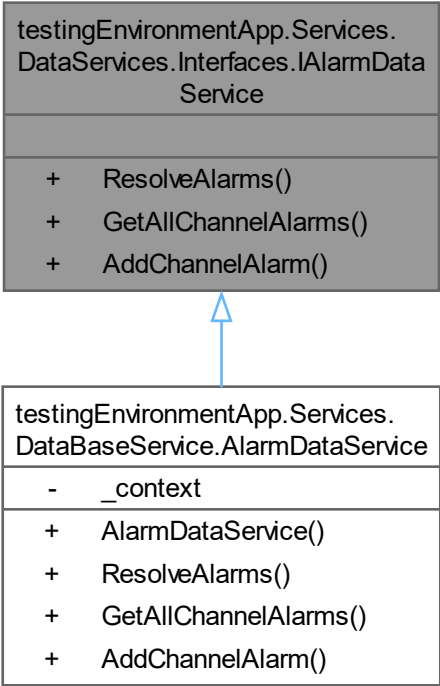 testingEnvironmentApp.Services.
DataServices.Interfaces.IAlarmData
Service
+ ResolveAlarms()
+ GetAllChannelAlarms()
+ AddChannelAlarm()
testingEnvironmentApp.Services.
DataBaseService.AlarmDataService
- _context
+ AlarmDataService()
+ ResolveAlarms()
+ GetAllChannelAlarms()
+ AddChannelAlarm()